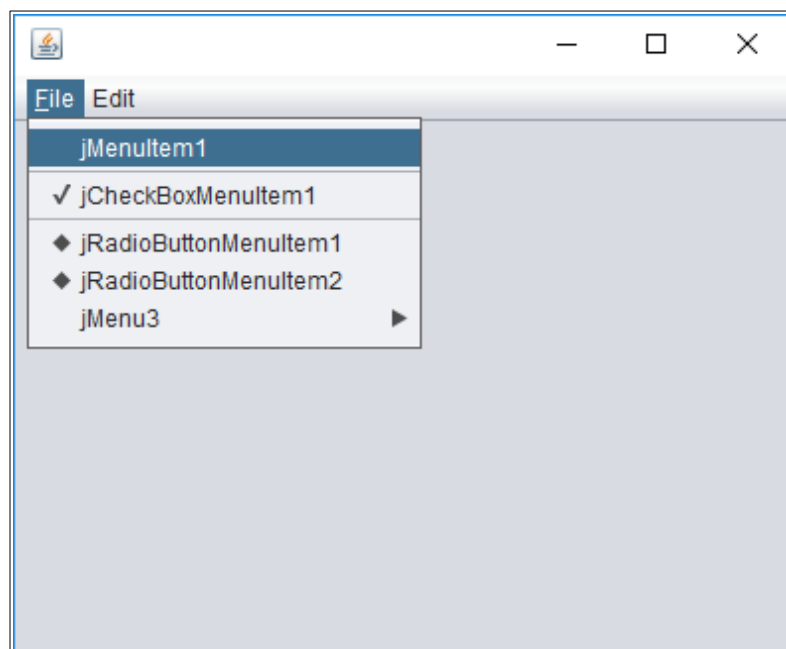 File Edit
jMenuItem1
jCheckBoxMenuItem1
jRadioButtonMenuItem1
jRadioButtonMenuItem2
jMenu3